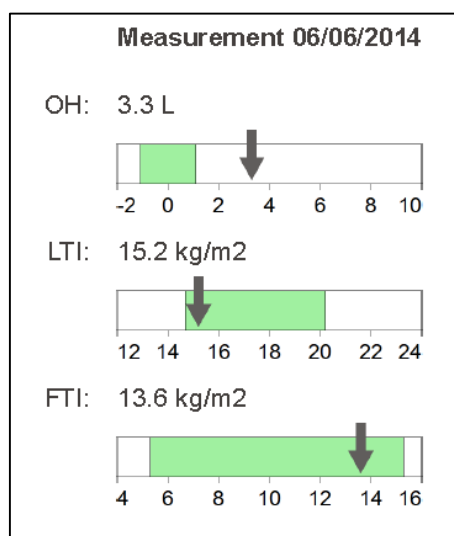 Measurement 06/06/2014
OH: 3.3 L
-2 0 2 4 6 8 10
LTI: 15.2 kg/m2
12 14 16 18 20 22 24
FTI: 13.6 kg/m2
4 6 8 10 12 14 16